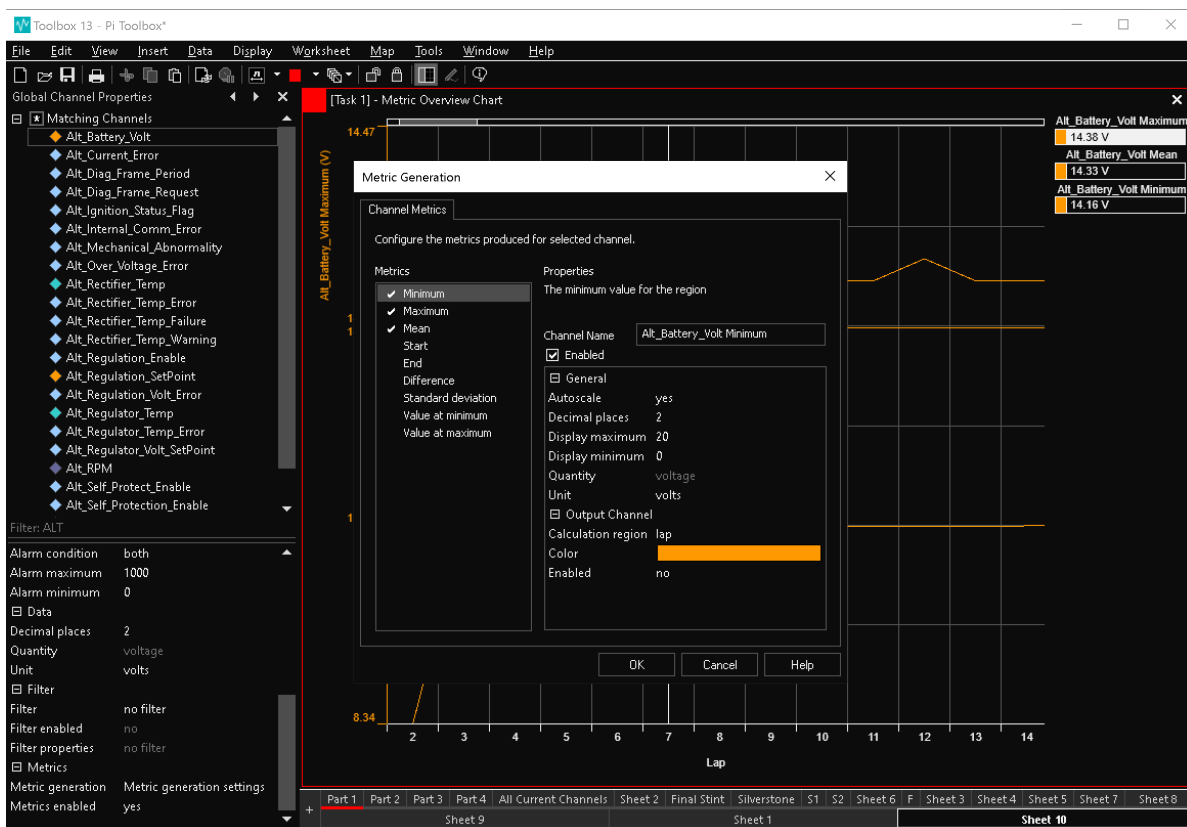 Toolbox 13 - Pi Toolbox*
File Edit View Insert Data Display Worksheet Map Tools Window Help
Global Channel Properties
Matching Channels
Alt_Battery_Volt
Alt_Current_Error
Alt_Diag_Frame_Period
Alt_Diag_Frame_Request
Alt_Ignition_Status_Flag
Alt_Internal_Comm_Error
Alt_Mechanical_Abnormality
Alt_Over_Voltage_Error
Alt_Rectifier_Temp
Alt_Rectifier_Temp_Error
Alt_Rectifier_Temp_Failure
Alt_Rectifier_Temp_Warning
Alt_Regulation_Enable
Alt_Regulation_SetPoint
Alt_Regulation_Volt_Error
Alt_Regulator_Temp
Alt_Regulator_Temp_Error
Alt_Regulator_Volt_SetPoint
Alt_RPM
Alt_Self_Protect_Enable
Alt_Self_Protection_Enable
Filter: ALT
Alarm condition both
Alarm maximum 1000
Alarm minimum 0
Data
Decimal places 2
Quantity voltage
Unit volts
Filter
Filter no filter
Filter enabled no
Filter properties no filter
Metrics
Metric generation Metric generation settings
Metrics enabled yes
[Task 1] - Metric Overview Chart
14.47
Alt_Battery_Volt Maximum (V)
1
1
1
8.34
2 3 4 5 6 7 8 9 10 11 12 13 14
Lap
Alt_Battery_Volt Maximum
14.38 V
Alt_Battery_Volt Mean
14.33 V
Alt_Battery_Volt Minimum
14.16 V
Metric Generation
Channel Metrics
Configure the metrics produced for selected channel.
Metrics
Minimum
Maximum
Mean
Start
End
Difference
Standard deviation
Value at minimum
Value at maximum
Properties
The minimum value for the region
Channel Name Alt_Battery_Volt Minimum
Enabled
General
Autoscale yes
Decimal places 2
Display maximum 20
Display minimum 0
Quantity voltage
Unit volts
Output Channel
Calculation region lap
Color
Enabled no
OK Cancel Help
Part 1 Part 2 Part 3 Part 4 All Current Channels Sheet 2 Final Stint Silverstone S1 S2 Sheet 6 F Sheet 3 Sheet 4 Sheet 5 Sheet 7 Sheet 8
Sheet 9 Sheet 1 Sheet 10